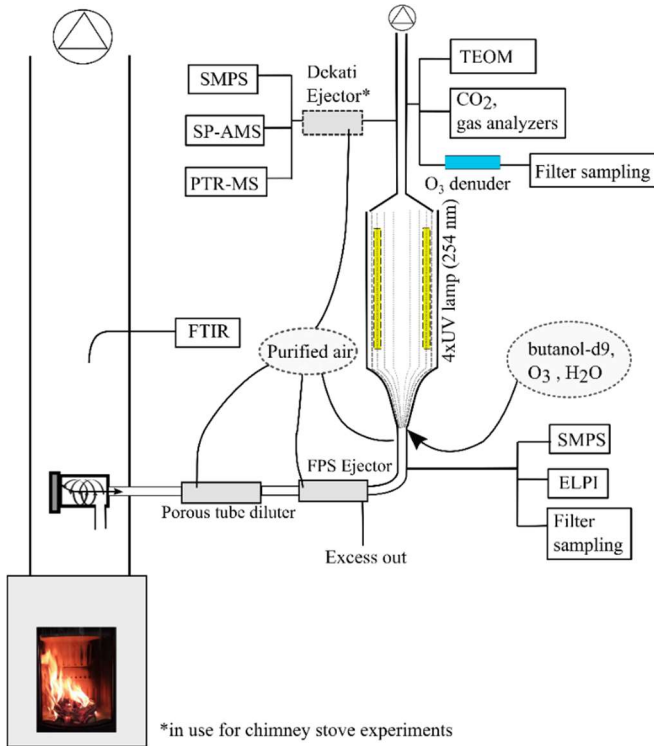 SMPS
SP-AMS
PTR-MS
Dekati
Ejector*
TEOM
CO2,
gas analyzers
O3 denuder
Filter sampling
4xUV lamp (254 nm)
FTIR
Purified air
butanol-d9,
O3 , H2O
FPS Ejector
Porous tube diluter
Excess out
SMPS
ELPI
Filter
sampling
*in use for chimney stove experiments